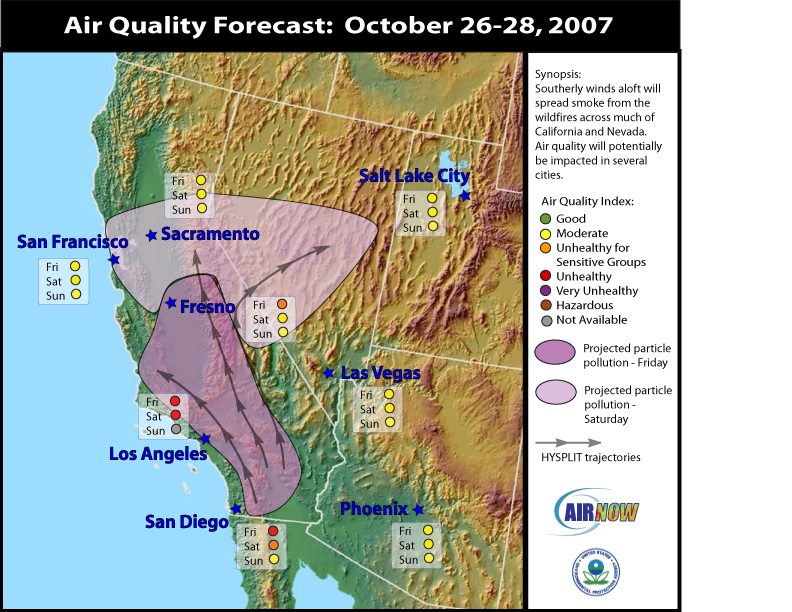 Air Quality Forecast: October 26-28, 2007
Synopsis:
Southerly winds aloft will
spread smoke from the
wildfires across much of
California and Nevada.
Air quality will potentially
be impacted in several
cities.
Air Quality Index:
Good
Moderate
Unhealthy for
Sensitive Groups
Unhealthy
Very Unhealthy
Hazardous
Not Available
Projected particle
pollution - Friday
Projected particle
pollution -
Saturday
HYSPLIT trajectories
AIRNOW
Fri
Sat
Sun
Sacramento
Salt Lake City
Fri
Sat
Sun
San Francisco
Fri
Sat
Sun
Fresno
Fri
Sat
Sun
Las Vegas
Fri
Sat
Sun
Fri
Sat
Sun
Los Angeles
San Diego
Fri
Sat
Sun
Phoenix
Fri
Sat
Sun